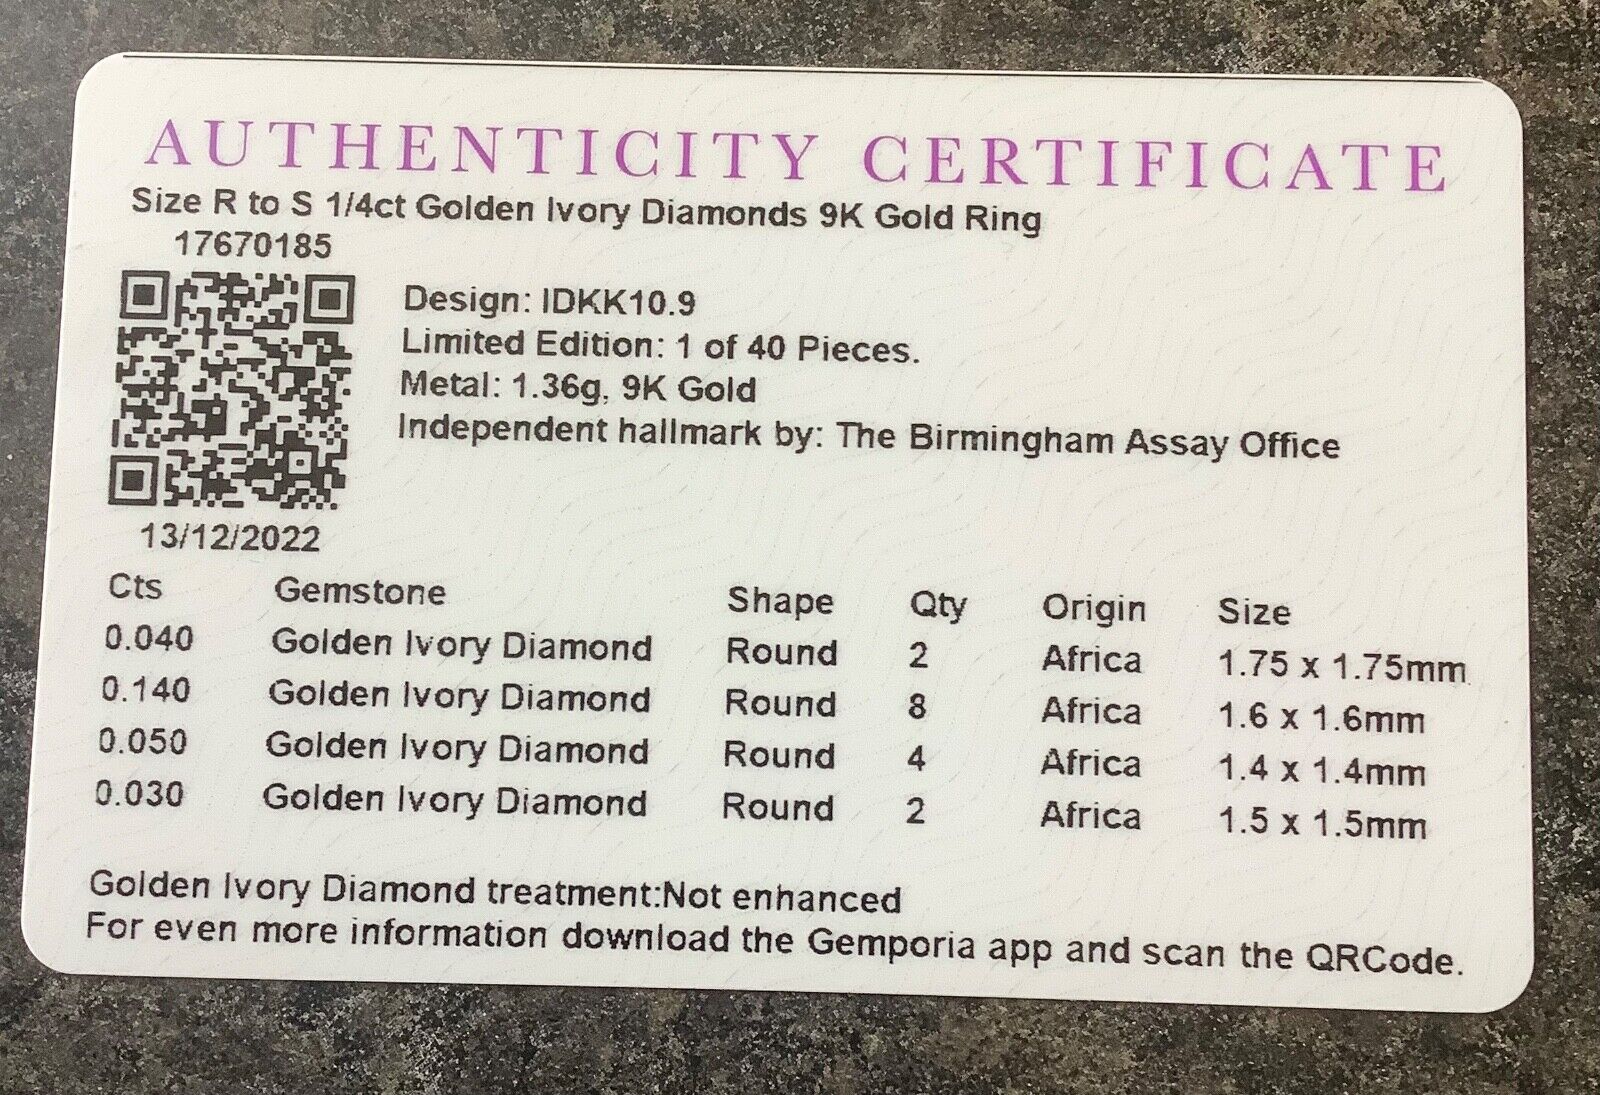 AUTHENTICITY CERTIFICATE
Size R to S 1/4ct Golden Ivory Diamonds 9K Gold Ring
17670185
Design: IDKK10.9
Limited Edition: 1 of 40 Pieces.
Metal: 1.36g, 9K Gold
Independent hallmark by: The Birmingham Assay Office
13/12/2022
Cts Gemstone Shape Qty Origin Size
0.040 Golden Ivory Diamond Round 2 Africa 1.75 x 1.75mm
0.140 Golden Ivory Diamond Round 8 Africa 1.6 x 1.6mm
0.050 Golden Ivory Diamond Round 4 Africa 1.4 x 1.4mm
0.030 Golden Ivory Diamond Round 2 Africa 1.5 x 1.5mm
Golden Ivory Diamond treatment:Not enhanced
For even more information download the Gemporia app and scan the QRCode.